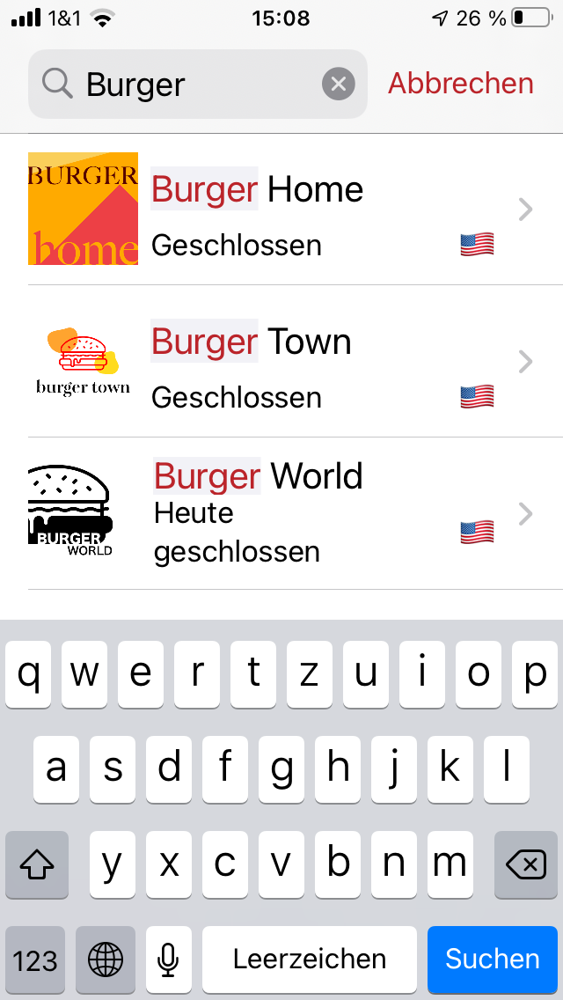 1&1 15:08 26 %
Burger Abbrechen
BURGER
home
Burger Home
Geschlossen
burger town
Burger Town
Geschlossen
BURGER
WORLD
Burger World
Heute
geschlossen
q w e r t z u i o p
a s d f g h j k l
y x c v b n m
123 Leerzeichen Suchen